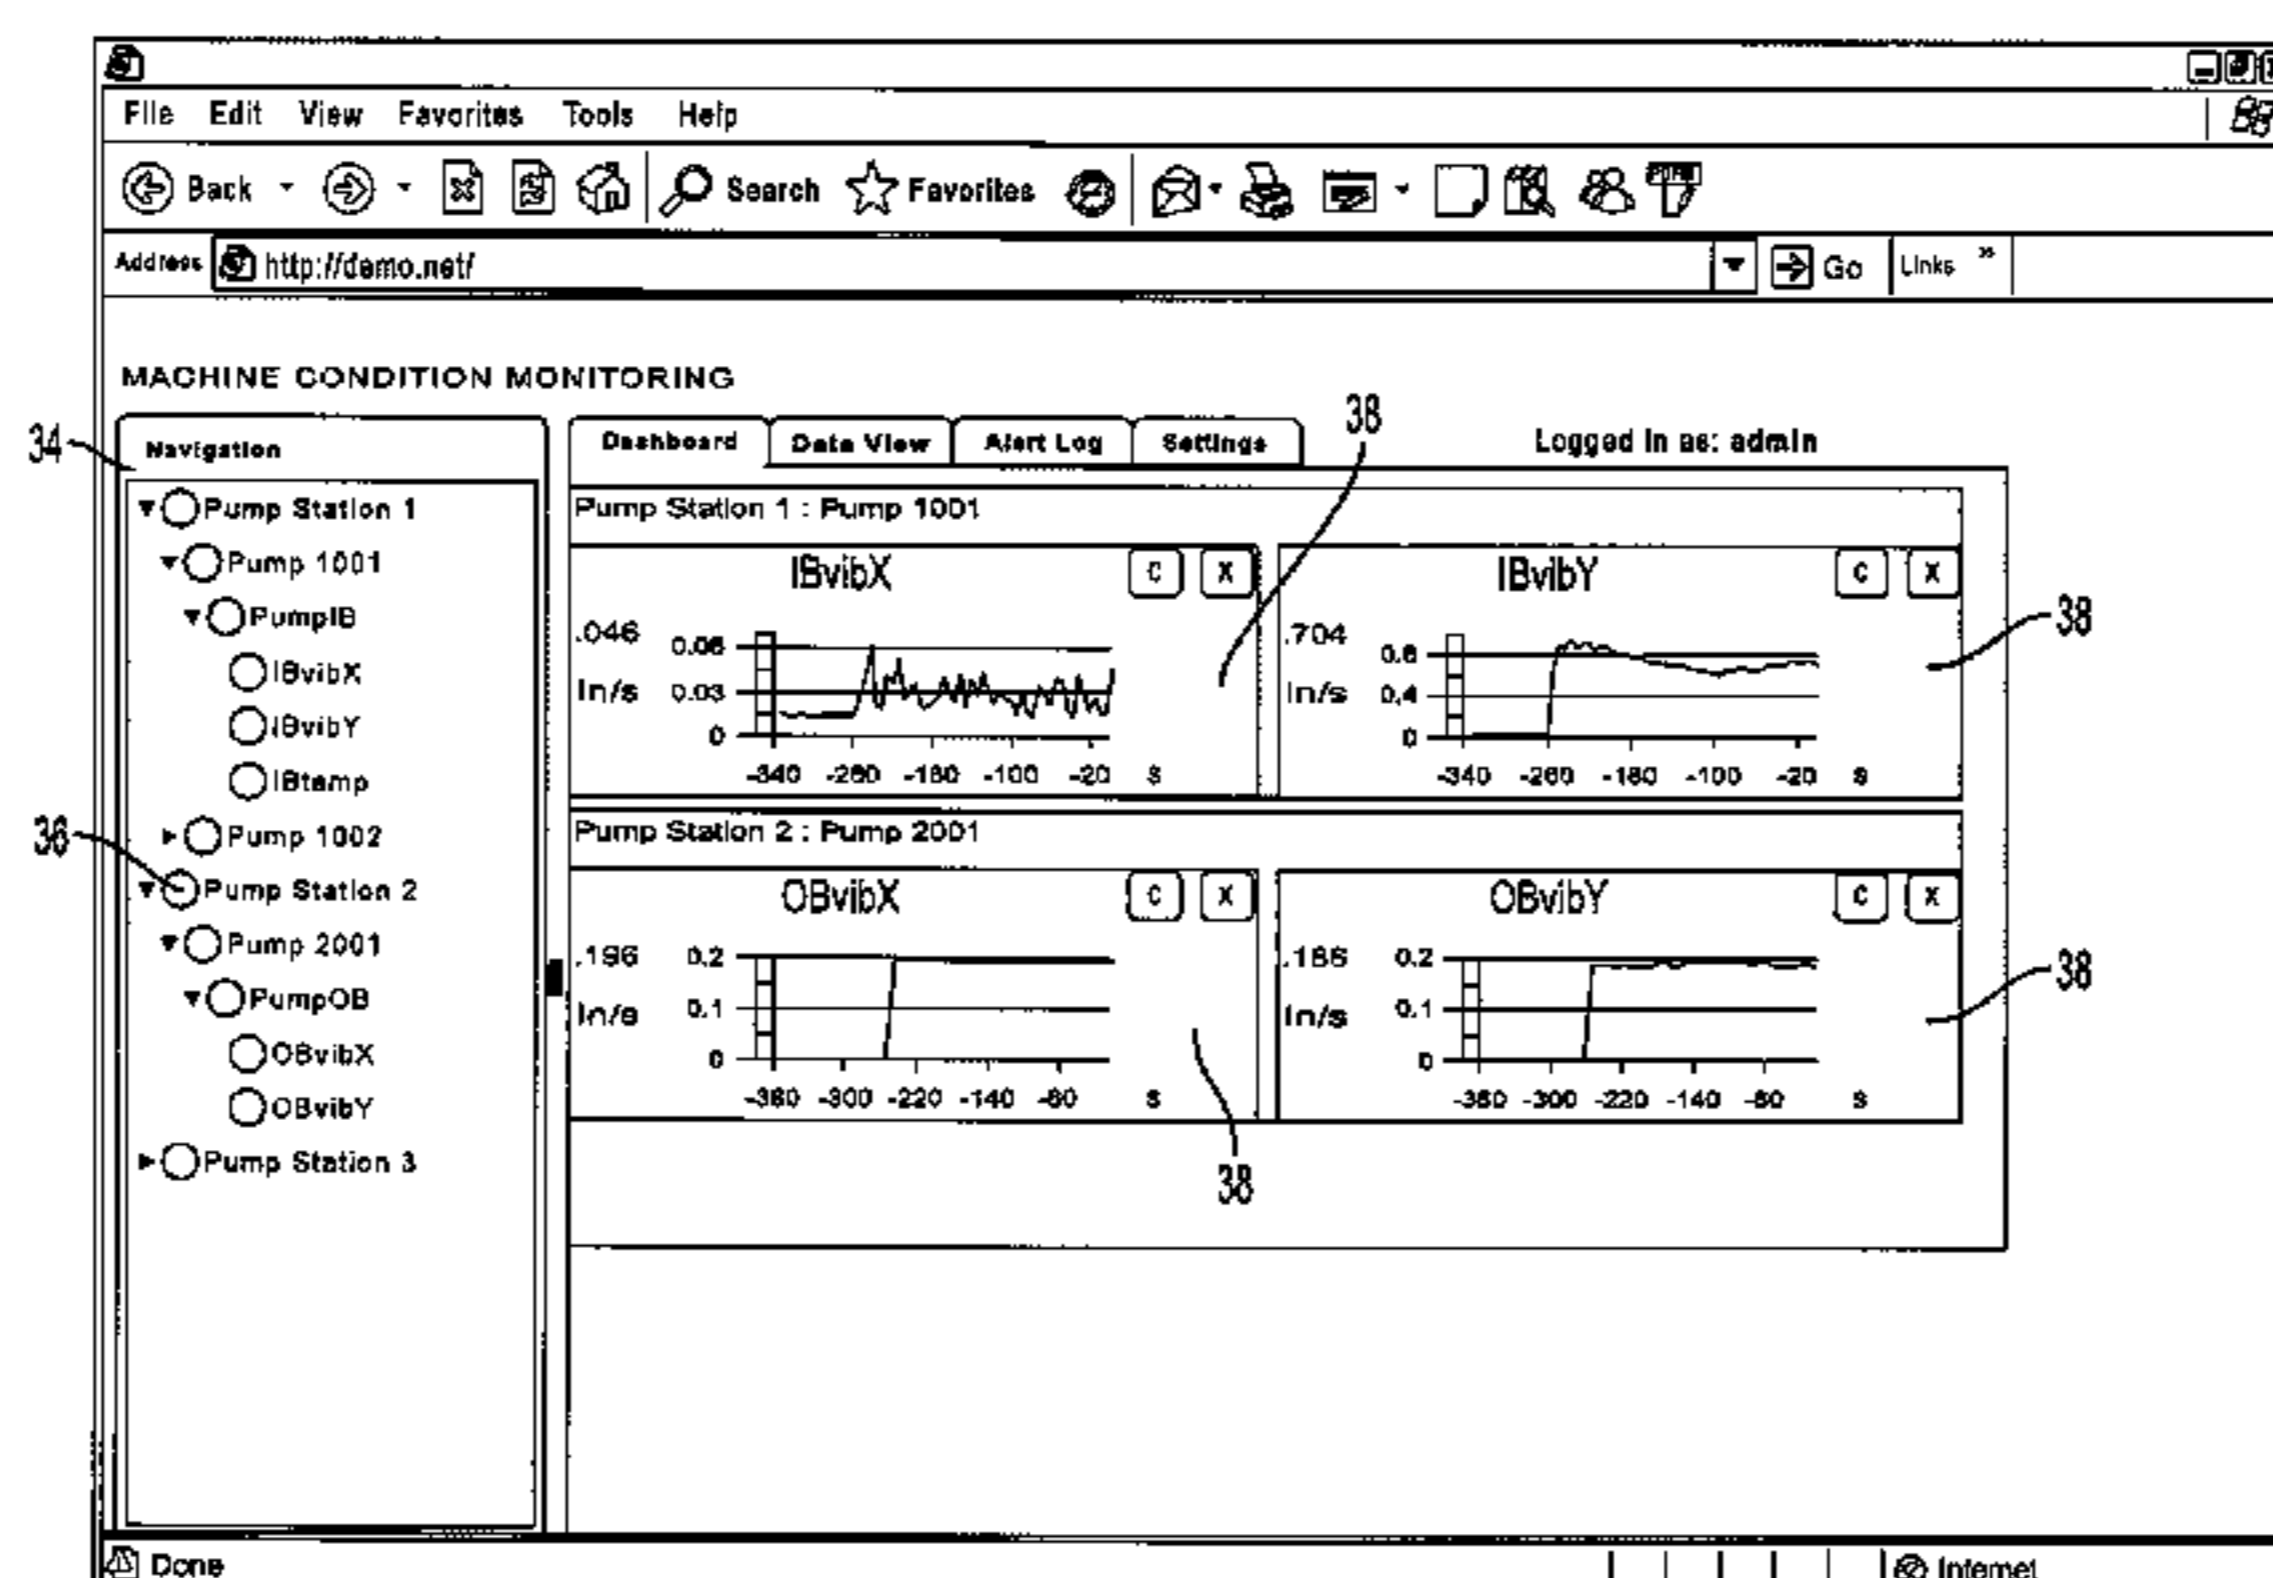 File Edit View Favorites Tools Help
Back Search Favorites
Address http://demo.net/ Go Links »
MACHINE CONDITION MONITORING
34
Navigation
Pump Station 1
Pump 1001
PumpIB
IBvibX
IBvibY
IBtemp
36
Pump 1002
Pump Station 2
Pump 2001
PumpOB
OBvibX
OBvibY
Pump Station 3
Dashboard Data View Alert Log Settings
38
Logged in as: admin
Pump Station 1 : Pump 1001
IBvibX C X
.046
in/s
0.06
0.03
0
-340 -260 -180 -100 -20 s
IBvibY C X
.704
in/s
0.8
0.4
0
-340 -260 -180 -100 -20 s
38
Pump Station 2 : Pump 2001
OBvibX C X
.196
in/s
0.2
0.1
0
-380 -300 -220 -140 -60 s
38
OBvibY C X
.186
in/s
0.2
0.1
0
-380 -300 -220 -140 -60 s
38
Done Internet